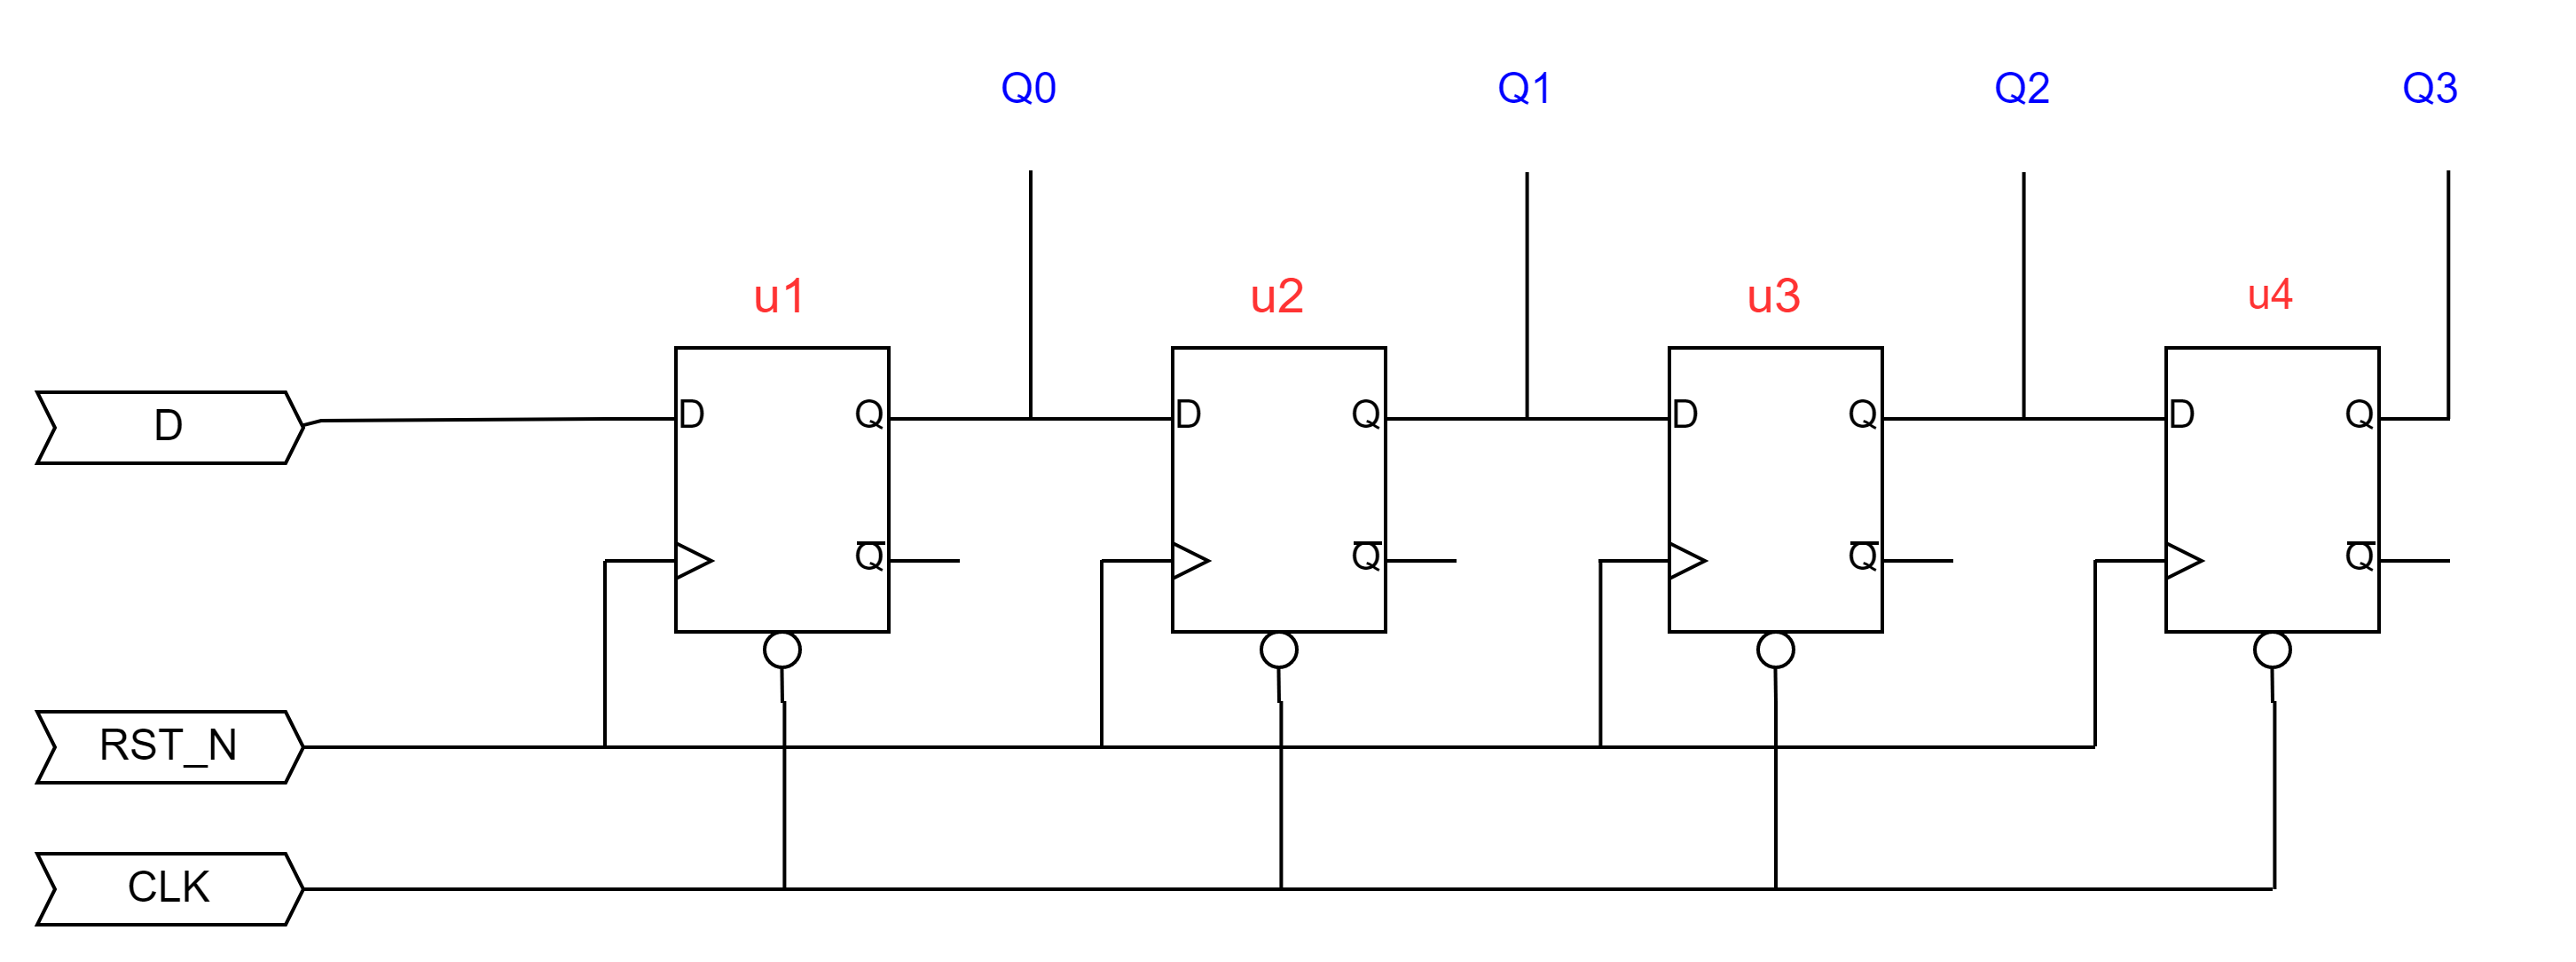 Q0 Q1 Q2 Q3
u1 u2 u3 u4
D D Q D Q D Q D Q
Q̅ Q̅ Q̅ Q̅
RST_N
CLK